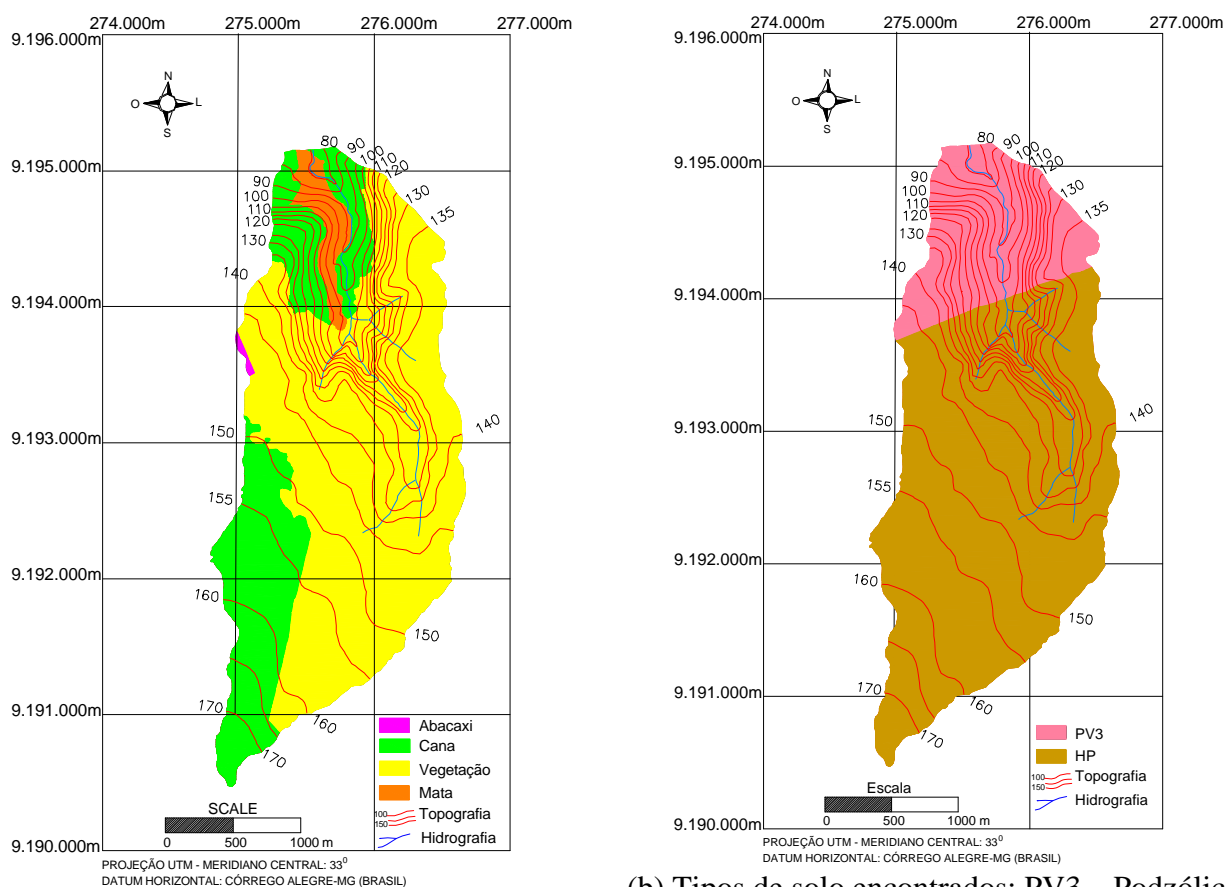 274.000m 275.000m 276.000m 277.000m
9.196.000m
N
O L
S
80
90
100
110
120
9.195.000m
90
100
110
120
130
130
135
140
9.194.000m
150
140
9.193.000m
155
9.192.000m
160
150
9.191.000m
170
160
170
Abacaxi
Cana
Vegetação
Mata
100 150 Topografia
Hidrografia
SCALE
0 500 1000 m
9.190.000m
PROJEÇÃO UTM - MERIDIANO CENTRAL: 33⁰
DATUM HORIZONTAL: CÓRREGO ALEGRE-MG (BRASIL)
274.000m 275.000m 276.000m 277.000m
9.196.000m
N
O L
S
80
90
100
110
120
9.195.000m
90
100
110
120
130
130
135
140
9.194.000m
150
140
9.193.000m
155
9.192.000m
160
150
9.191.000m
170
160
170
PV3
HP
100 150 Topografia
Hidrografia
Escala
0 500 1000 m
9.190.000m
PROJEÇÃO UTM - MERIDIANO CENTRAL: 33⁰
DATUM HORIZONTAL: CÓRREGO ALEGRE-MG (BRASIL)
(b) Tipos de solo encontrados: PV3 – Podzólic